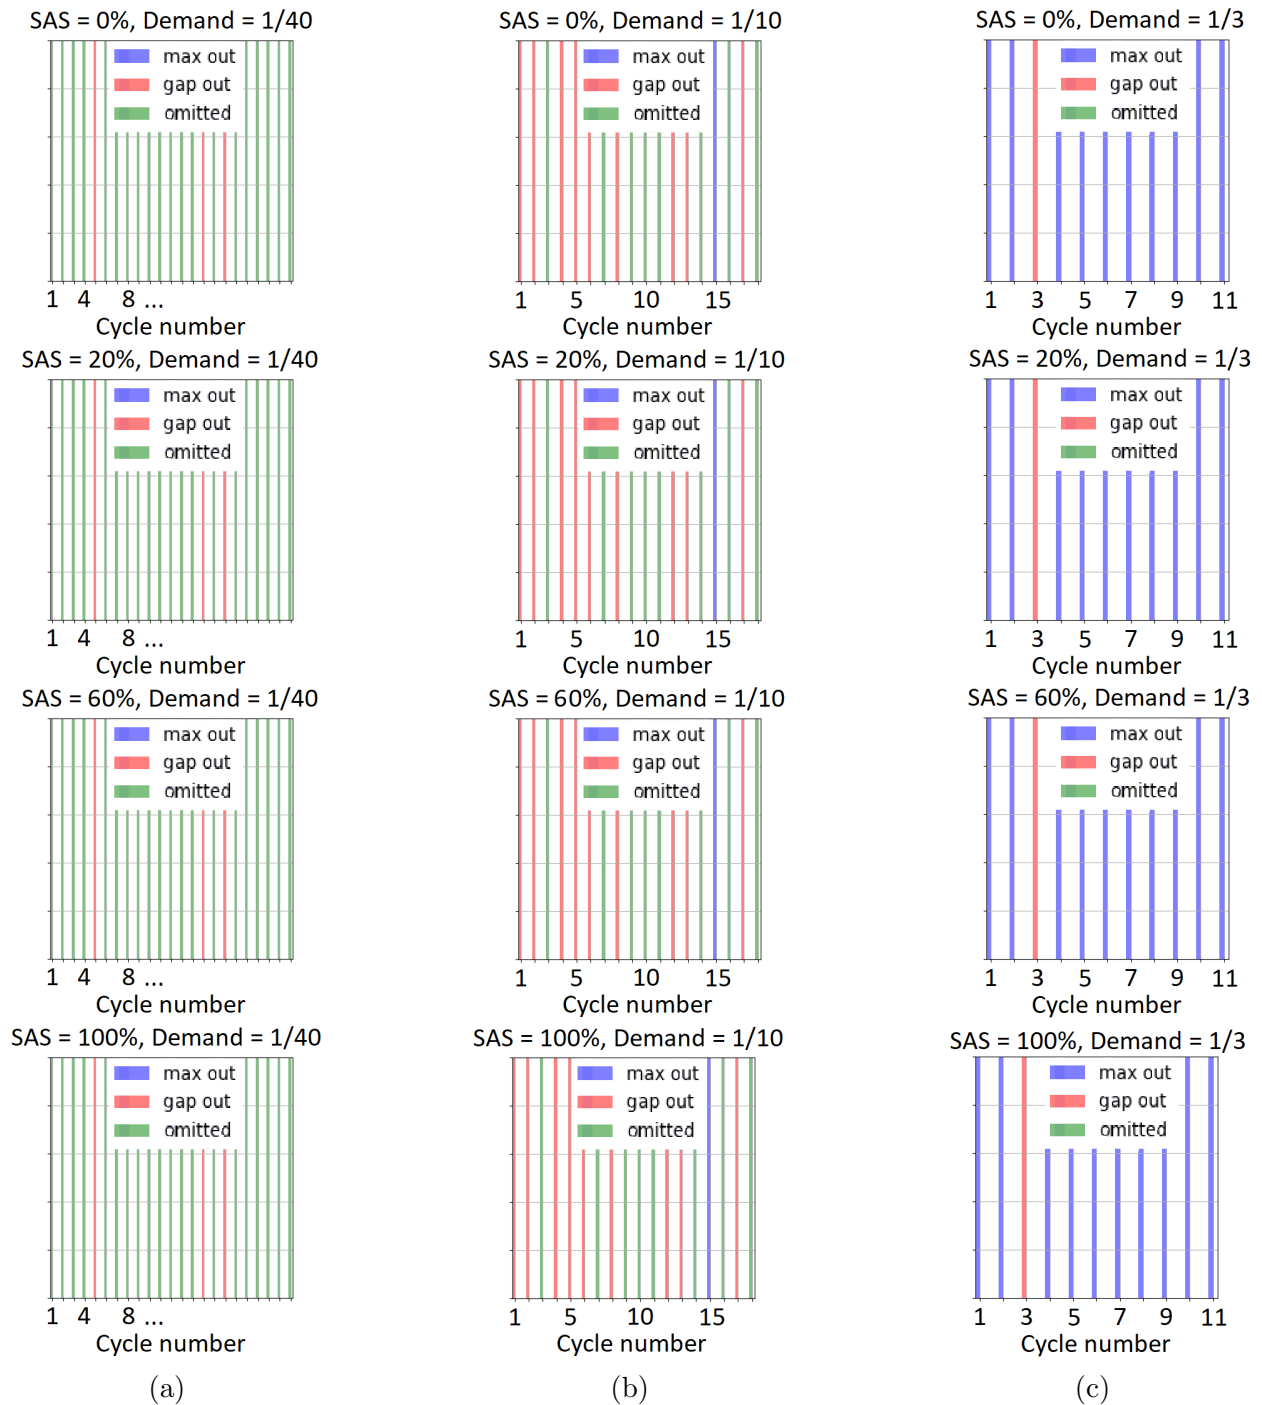 SAS = 0%, Demand = 1/40
max out
gap out
omitted
1 4 8 ...
Cycle number
SAS = 0%, Demand = 1/10
max out
gap out
omitted
1 5 10 15
Cycle number
SAS = 0%, Demand = 1/3
max out
gap out
omitted
1 3 5 7 9 11
Cycle number
SAS = 20%, Demand = 1/40
max out
gap out
omitted
1 4 8 ...
Cycle number
SAS = 20%, Demand = 1/10
max out
gap out
omitted
1 5 10 15
Cycle number
SAS = 20%, Demand = 1/3
max out
gap out
omitted
1 3 5 7 9 11
Cycle number
SAS = 60%, Demand = 1/40
max out
gap out
omitted
1 4 8 ...
Cycle number
SAS = 60%, Demand = 1/10
max out
gap out
omitted
1 5 10 15
Cycle number
SAS = 60%, Demand = 1/3
max out
gap out
omitted
1 3 5 7 9 11
Cycle number
SAS = 100%, Demand = 1/40
max out
gap out
omitted
1 4 8 ...
Cycle number
SAS = 100%, Demand = 1/10
max out
gap out
omitted
1 5 10 15
Cycle number
SAS = 100%, Demand = 1/3
max out
gap out
omitted
1 3 5 7 9 11
Cycle number
(a)
(b)
(c)